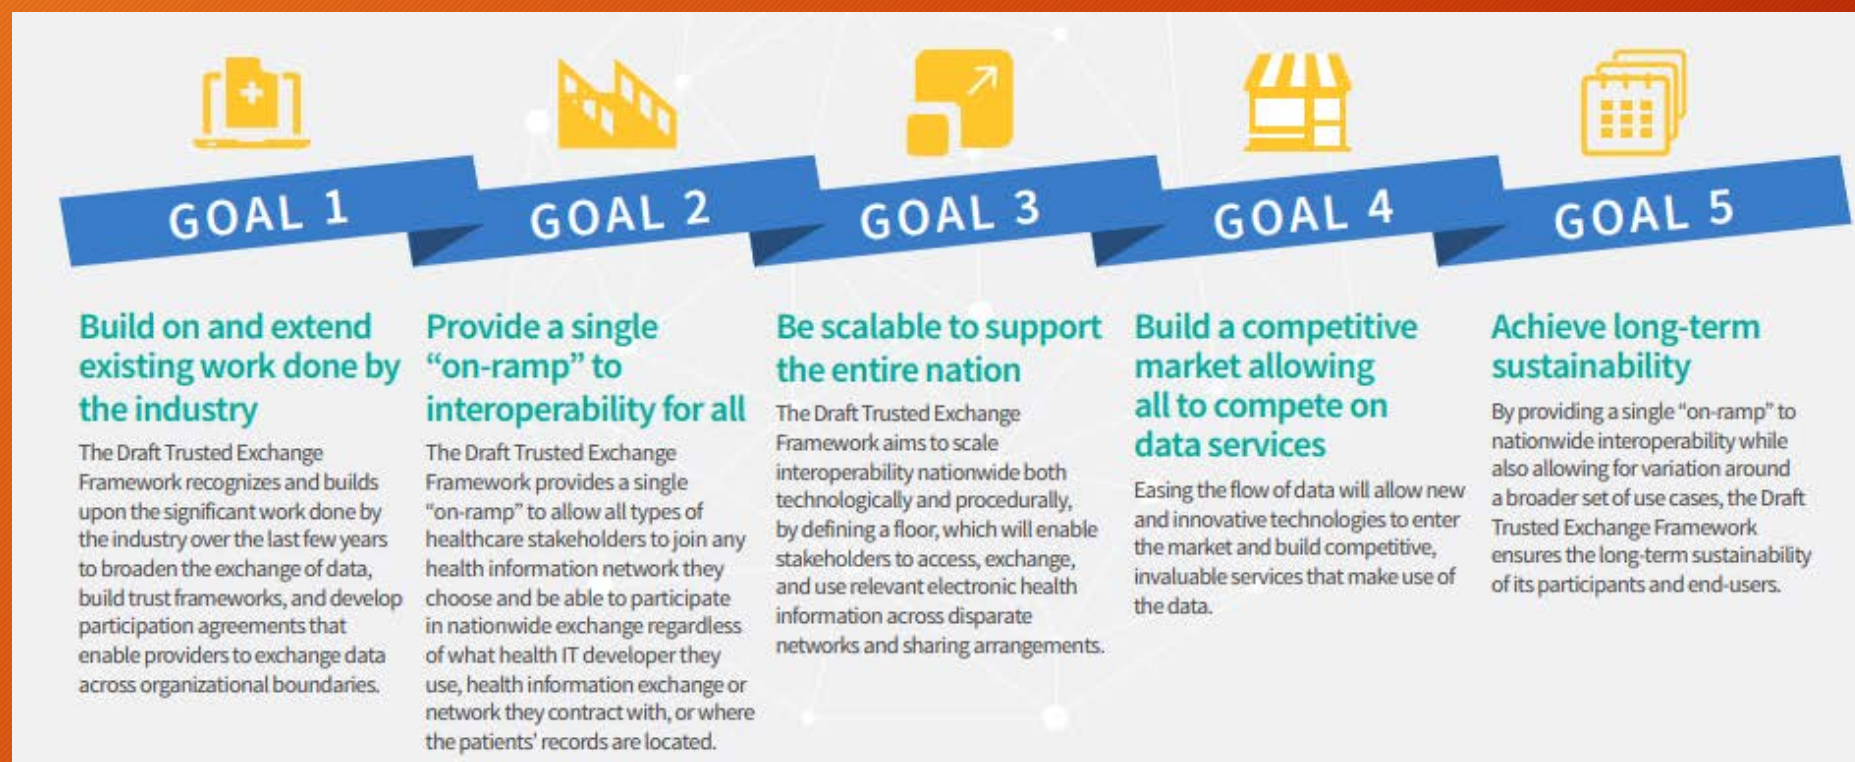 GOAL 1
GOAL 2
GOAL 3
GOAL 4
GOAL 5
Build on and extend
existing work done by
the industry
The Draft Trusted Exchange
Framework recognizes and builds
upon the significant work done by
the industry over the last few years
to broaden the exchange of data,
build trust frameworks, and develop
participation agreements that
enable providers to exchange data
across organizational boundaries.
Provide a single
“on-ramp” to
interoperability for all
The Draft Trusted Exchange
Framework provides a single
“on-ramp” to allow all types of
healthcare stakeholders to join any
health information network they
choose and be able to participate
in nationwide exchange regardless
of what health IT developer they
use, health information exchange or
network they contract with, or where
the patients’ records are located.
Be scalable to support
the entire nation
The Draft Trusted Exchange
Framework aims to scale
interoperability nationwide both
technologically and procedurally,
by defining a floor, which will enable
stakeholders to access, exchange,
and use relevant electronic health
information across disparate
networks and sharing arrangements.
Build a competitive
market allowing
all to compete on
data services
Easing the flow of data will allow new
and innovative technologies to enter
the market and build competitive,
invaluable services that make use of
the data.
Achieve long-term
sustainability
By providing a single “on-ramp” to
nationwide interoperability while
also allowing for variation around
a broader set of use cases, the Draft
Trusted Exchange Framework
ensures the long-term sustainability
of its participants and end-users.